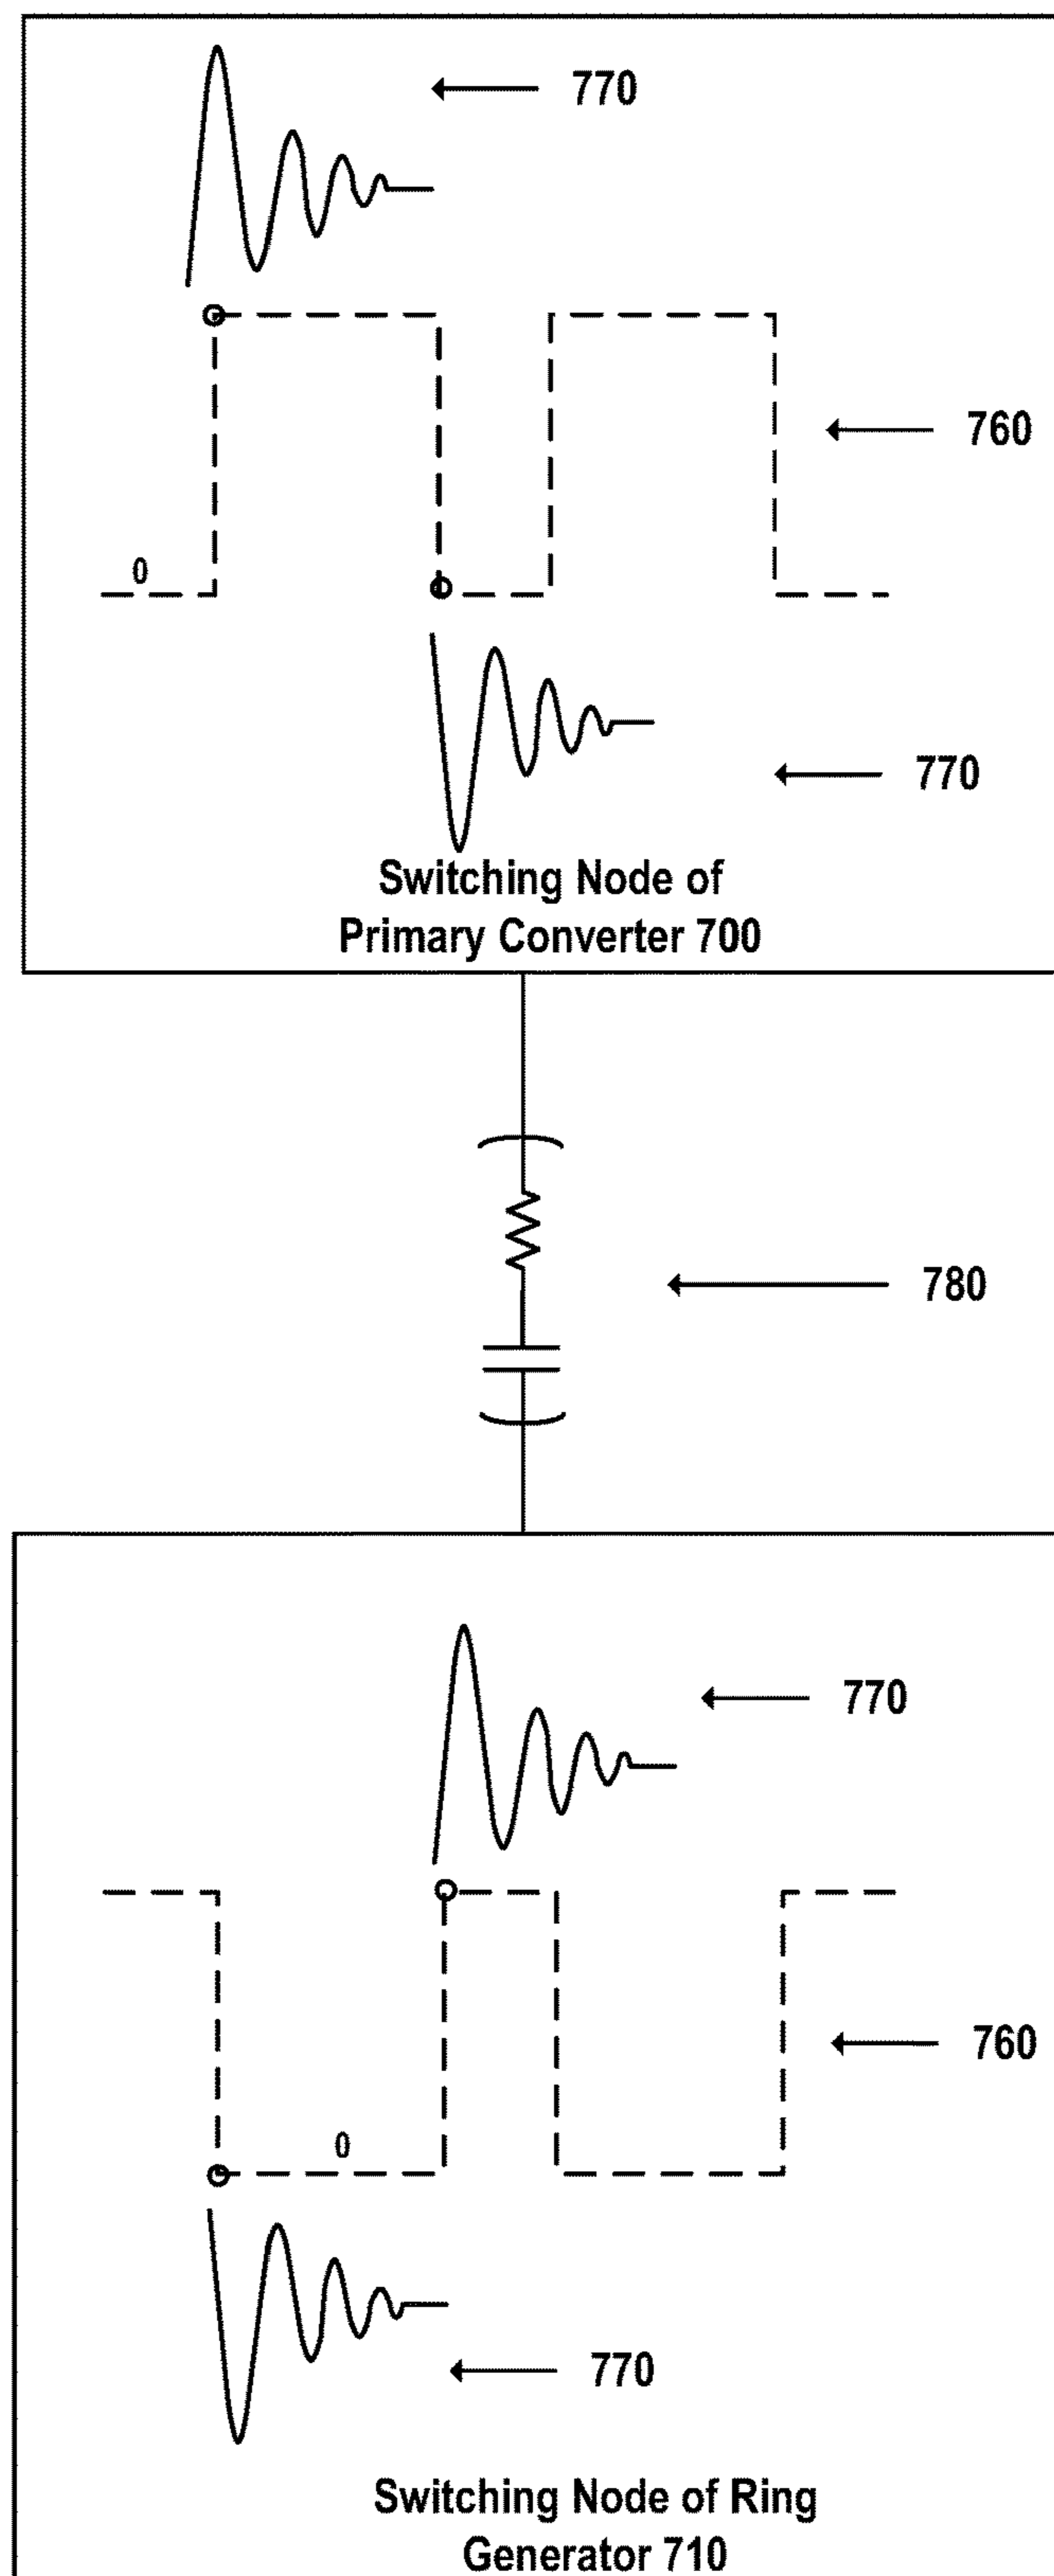 770
760
0
770
Switching Node of
Primary Converter 700
780
770
760
0
770
Switching Node of Ring
Generator 710